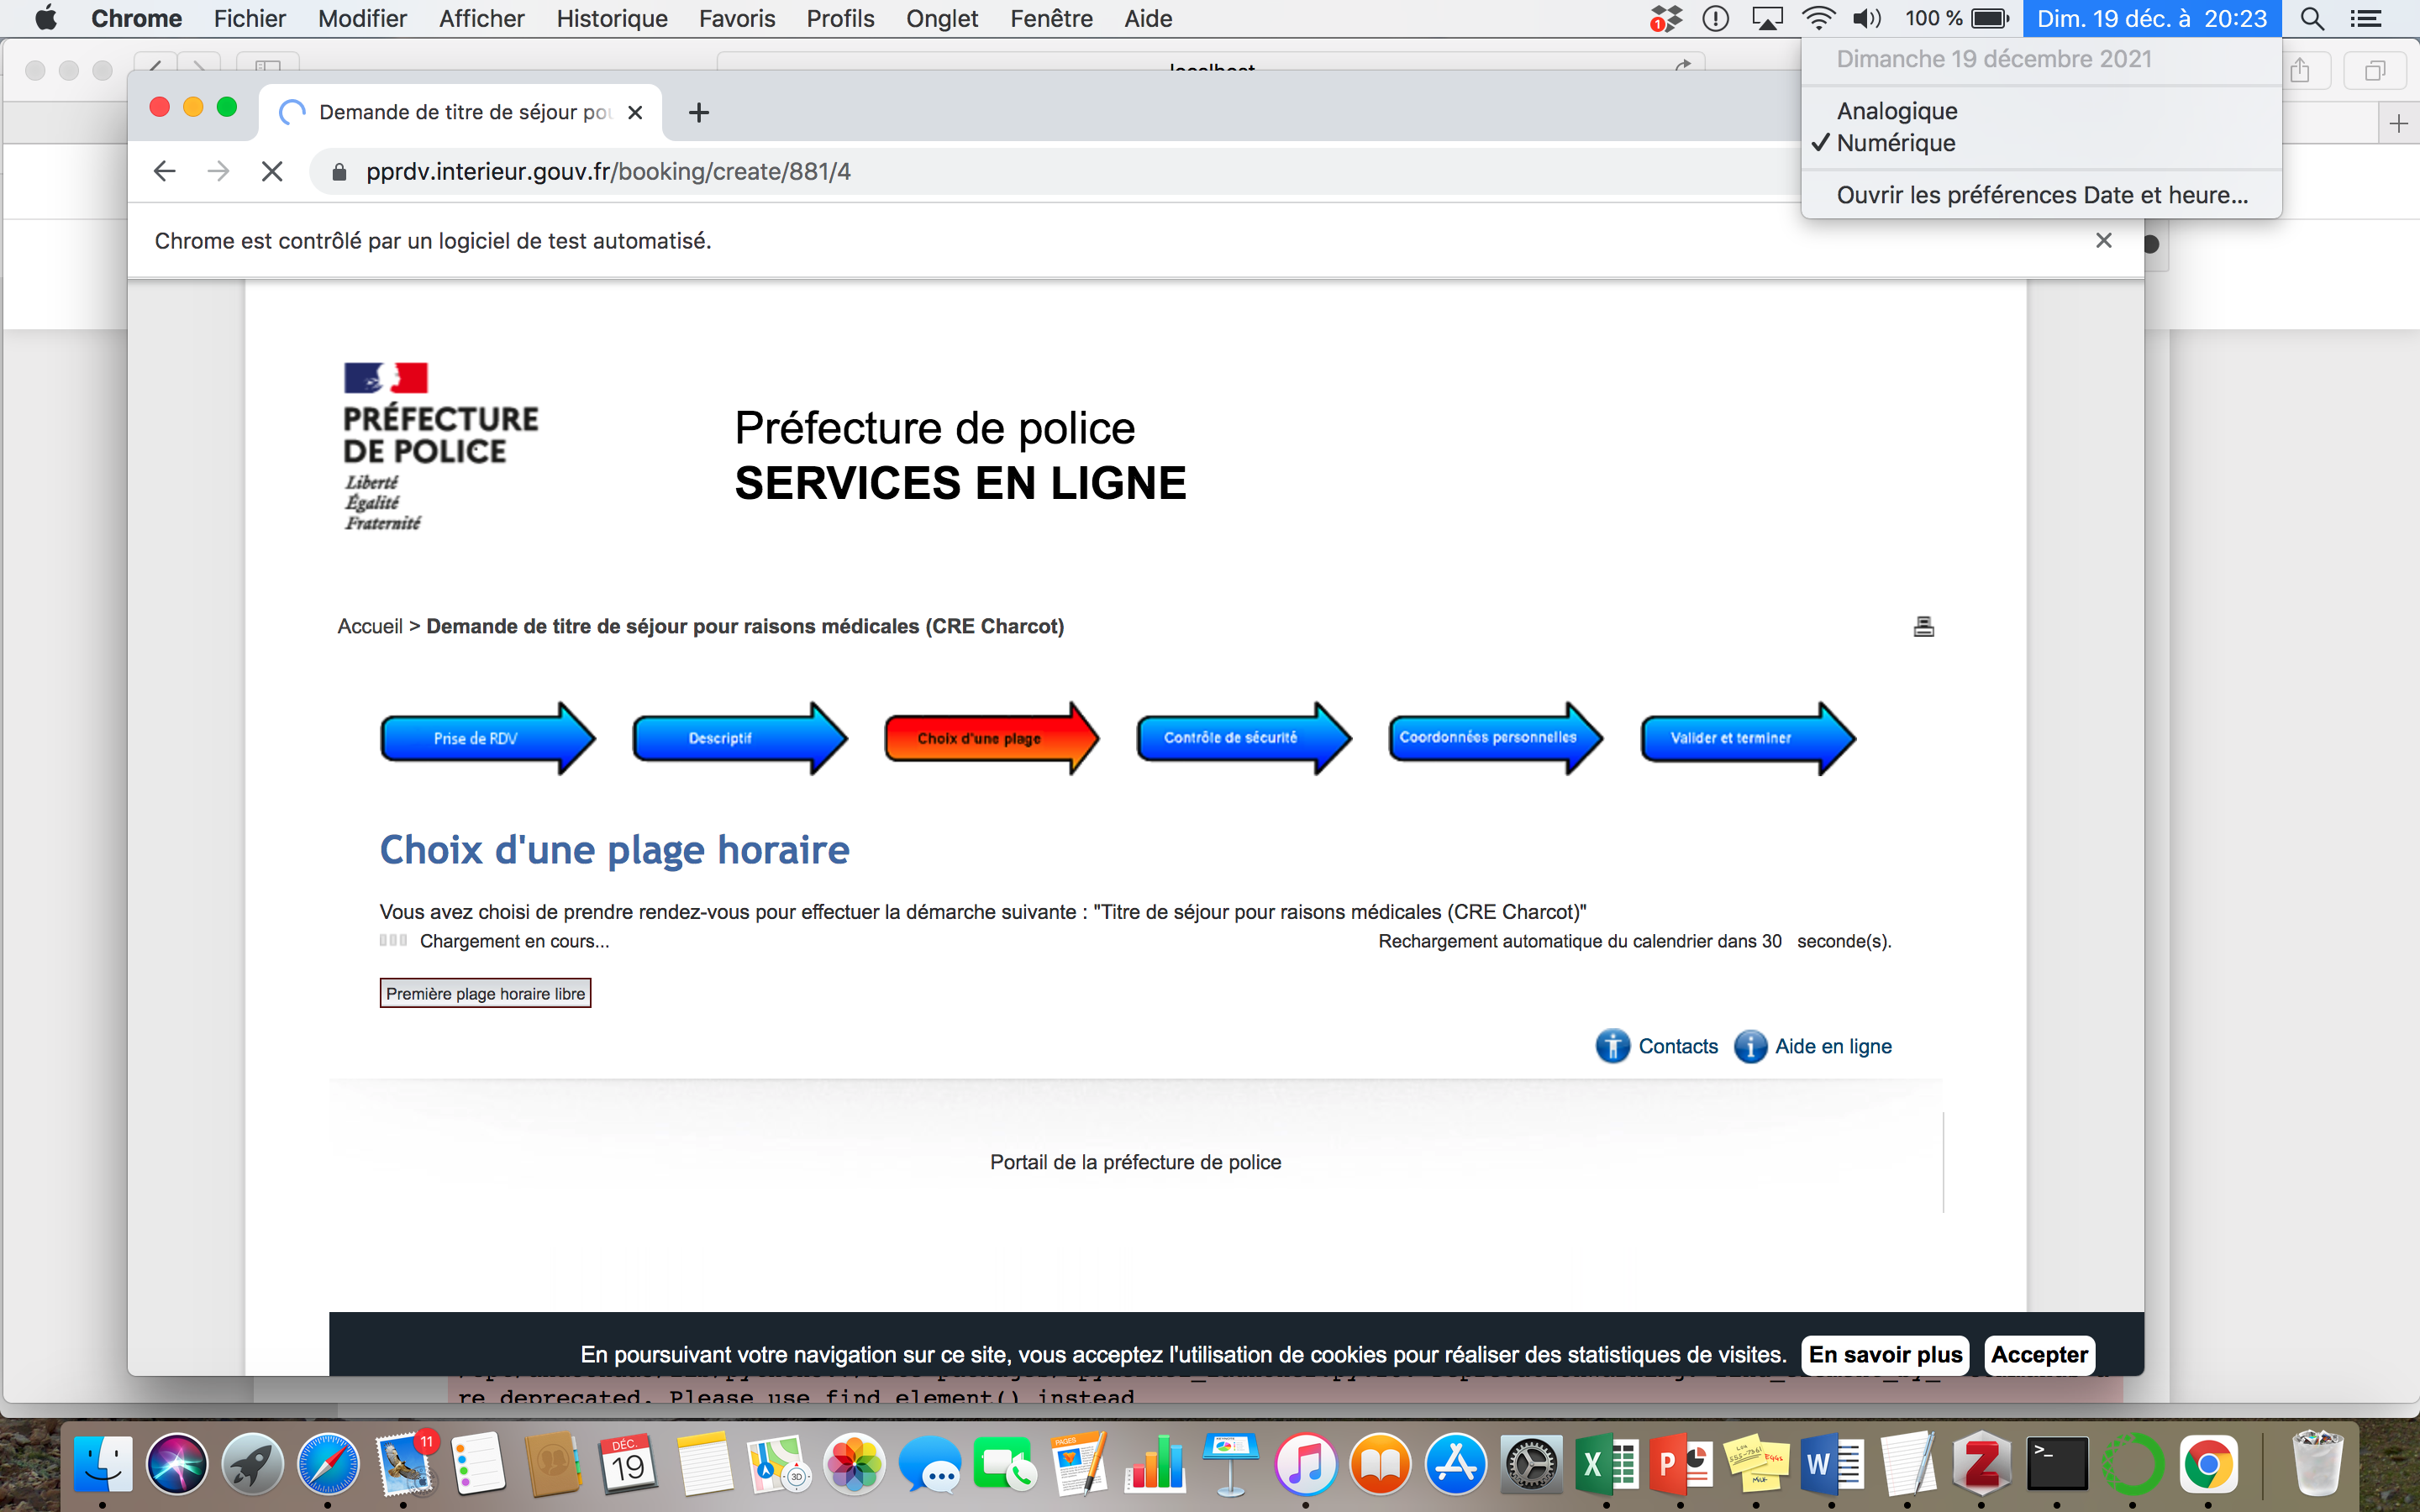 Chrome Fichier Modifier Afficher Historique Favoris Profils Onglet Fenêtre Aide 1 100 % Dim. 19 déc. à 20:23
Dimanche 19 décembre 2021
Analogique
✓ Numérique
Ouvrir les préférences Date et heure...
localhost
Demande de titre de séjour pou
pprdv.interieur.gouv.fr/booking/create/881/4
Chrome est contrôlé par un logiciel de test automatisé.
PRÉFECTURE
DE POLICE
Liberté
Égalité
Fraternité
Préfecture de police
SERVICES EN LIGNE
Accueil > Demande de titre de séjour pour raisons médicales (CRE Charcot)
Prise de RDV Descriptif Choix d'une plage Contrôle de sécurité Coordonnées personnelles Valider et terminer
Choix d'une plage horaire
Vous avez choisi de prendre rendez-vous pour effectuer la démarche suivante : "Titre de séjour pour raisons médicales (CRE Charcot)"
Chargement en cours... Rechargement automatique du calendrier dans 30 seconde(s).
Première plage horaire libre
Contacts Aide en ligne
Portail de la préfecture de police
En poursuivant votre navigation sur ce site, vous acceptez l'utilisation de cookies pour réaliser des statistiques de visites. En savoir plus Accepter
re deprecated. Please use find_element() instead
11
DÉC.
19
PAGES
3D
X
P
W
Z
>_